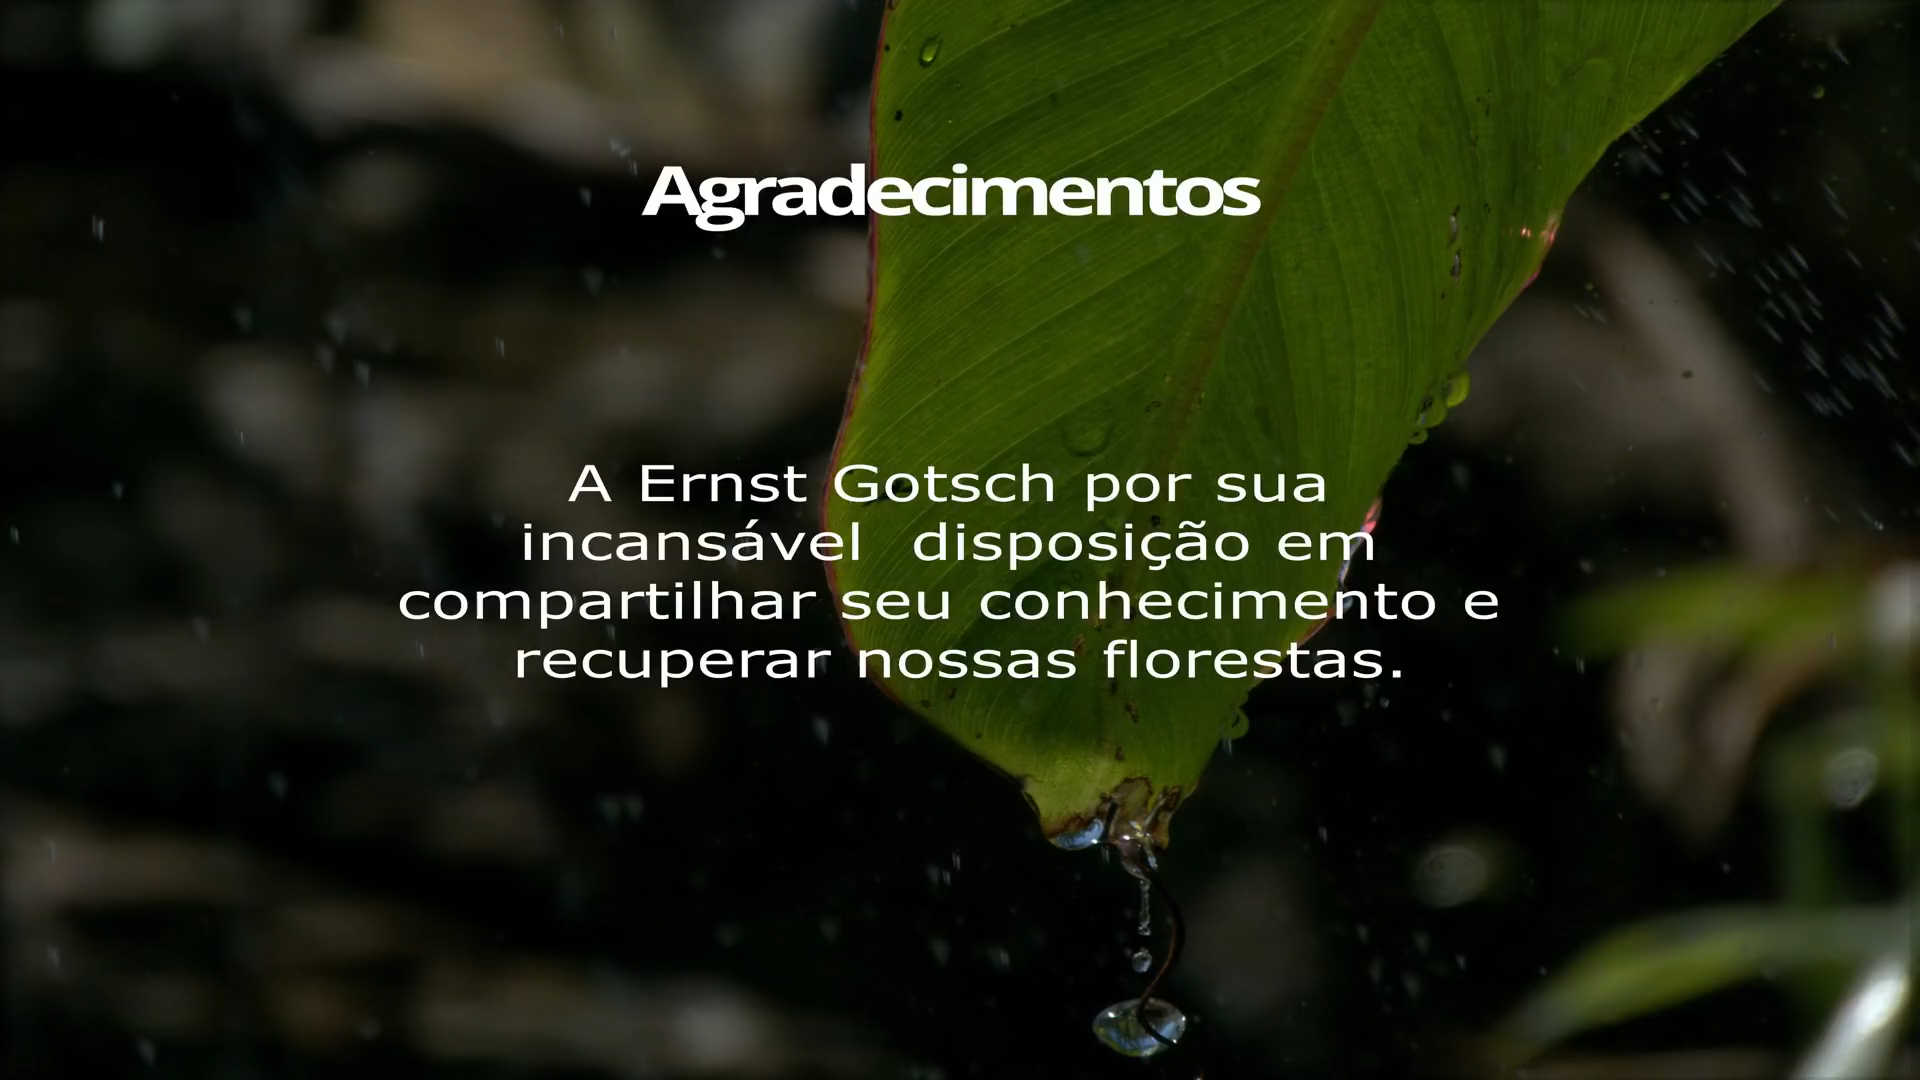 Agradecimentos
A Ernst Gotsch por sua
incansável  disposição em
compartilhar seu conhecimento e
recuperar nossas florestas.